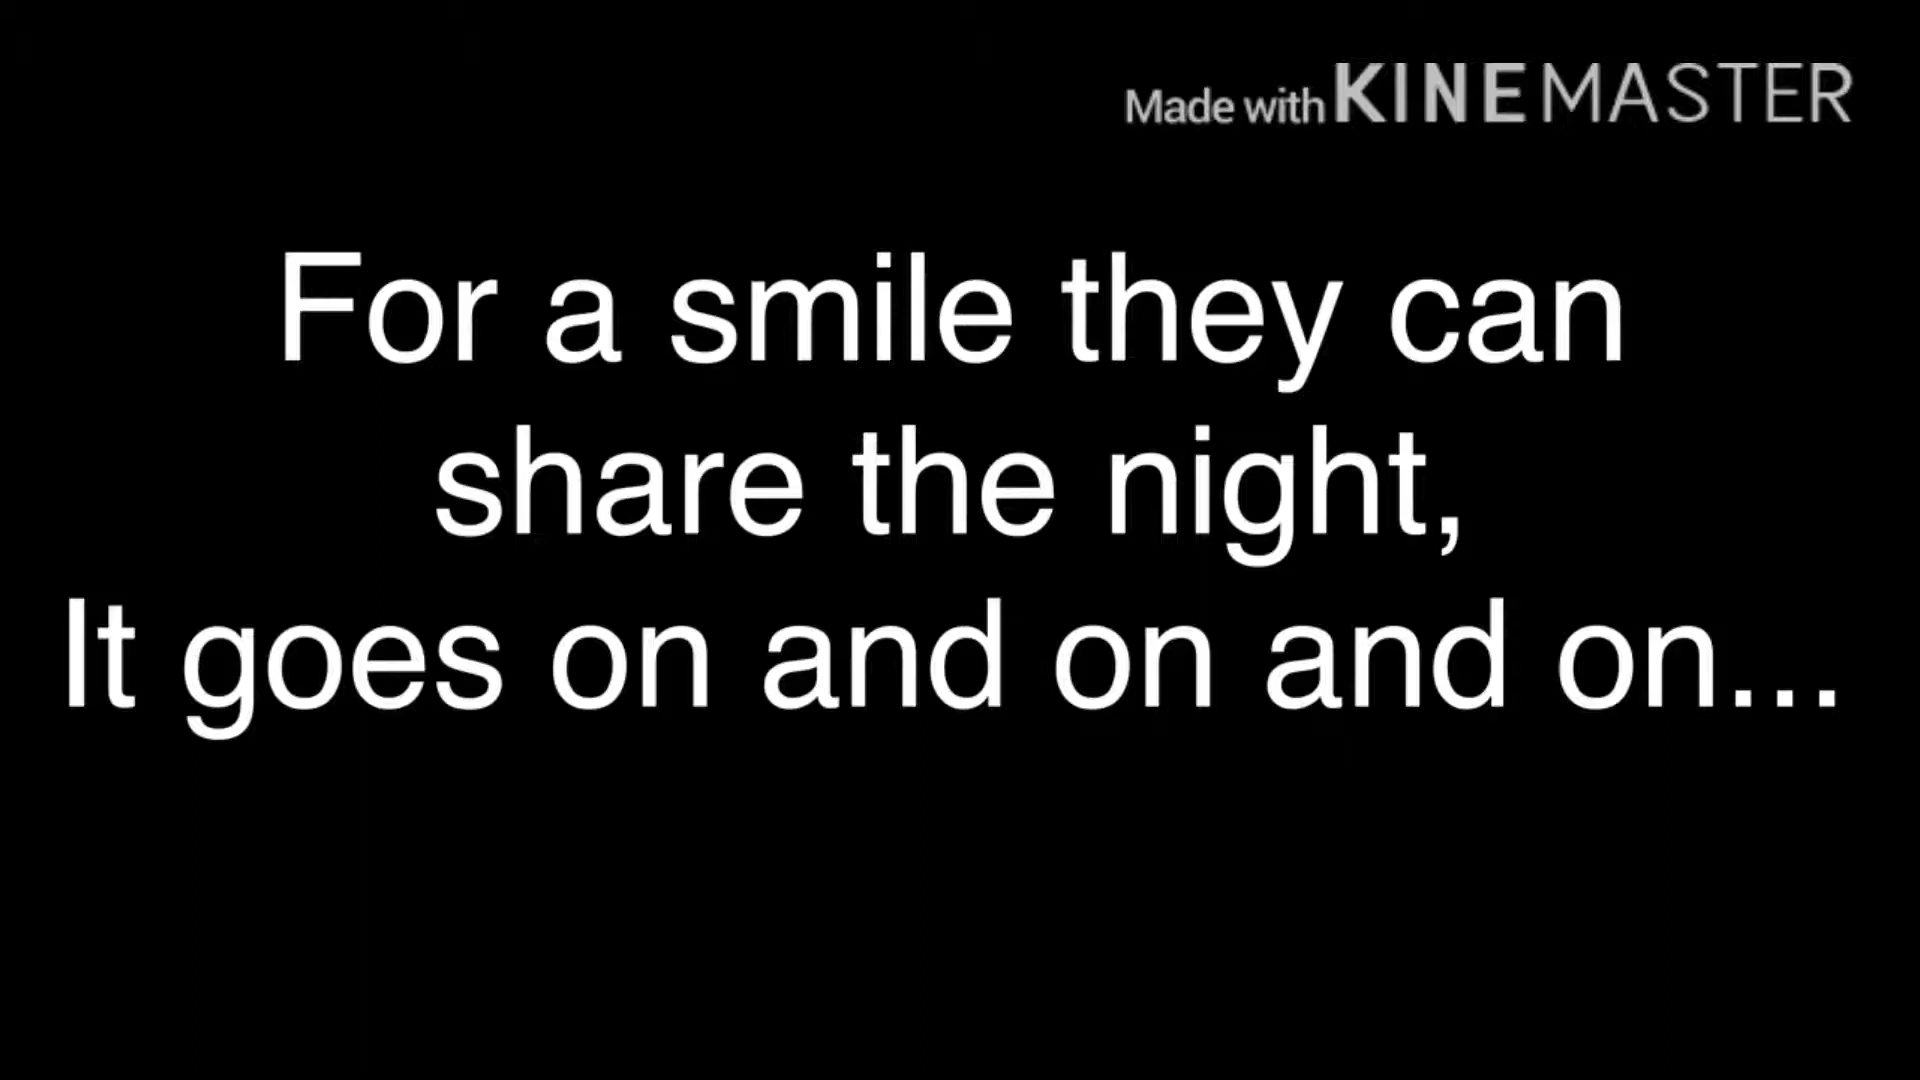 Made with KINEMASTER
For a smile they can
share the night,
It goes on and on and on...